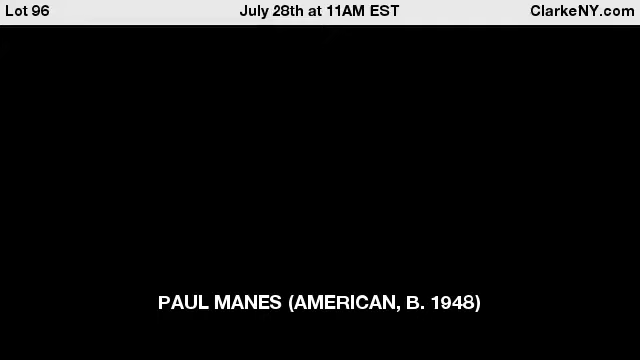 Lot 96 July 28th at 11AM EST ClarkeNY.com
PAUL MANES (AMERICAN, B. 1948)